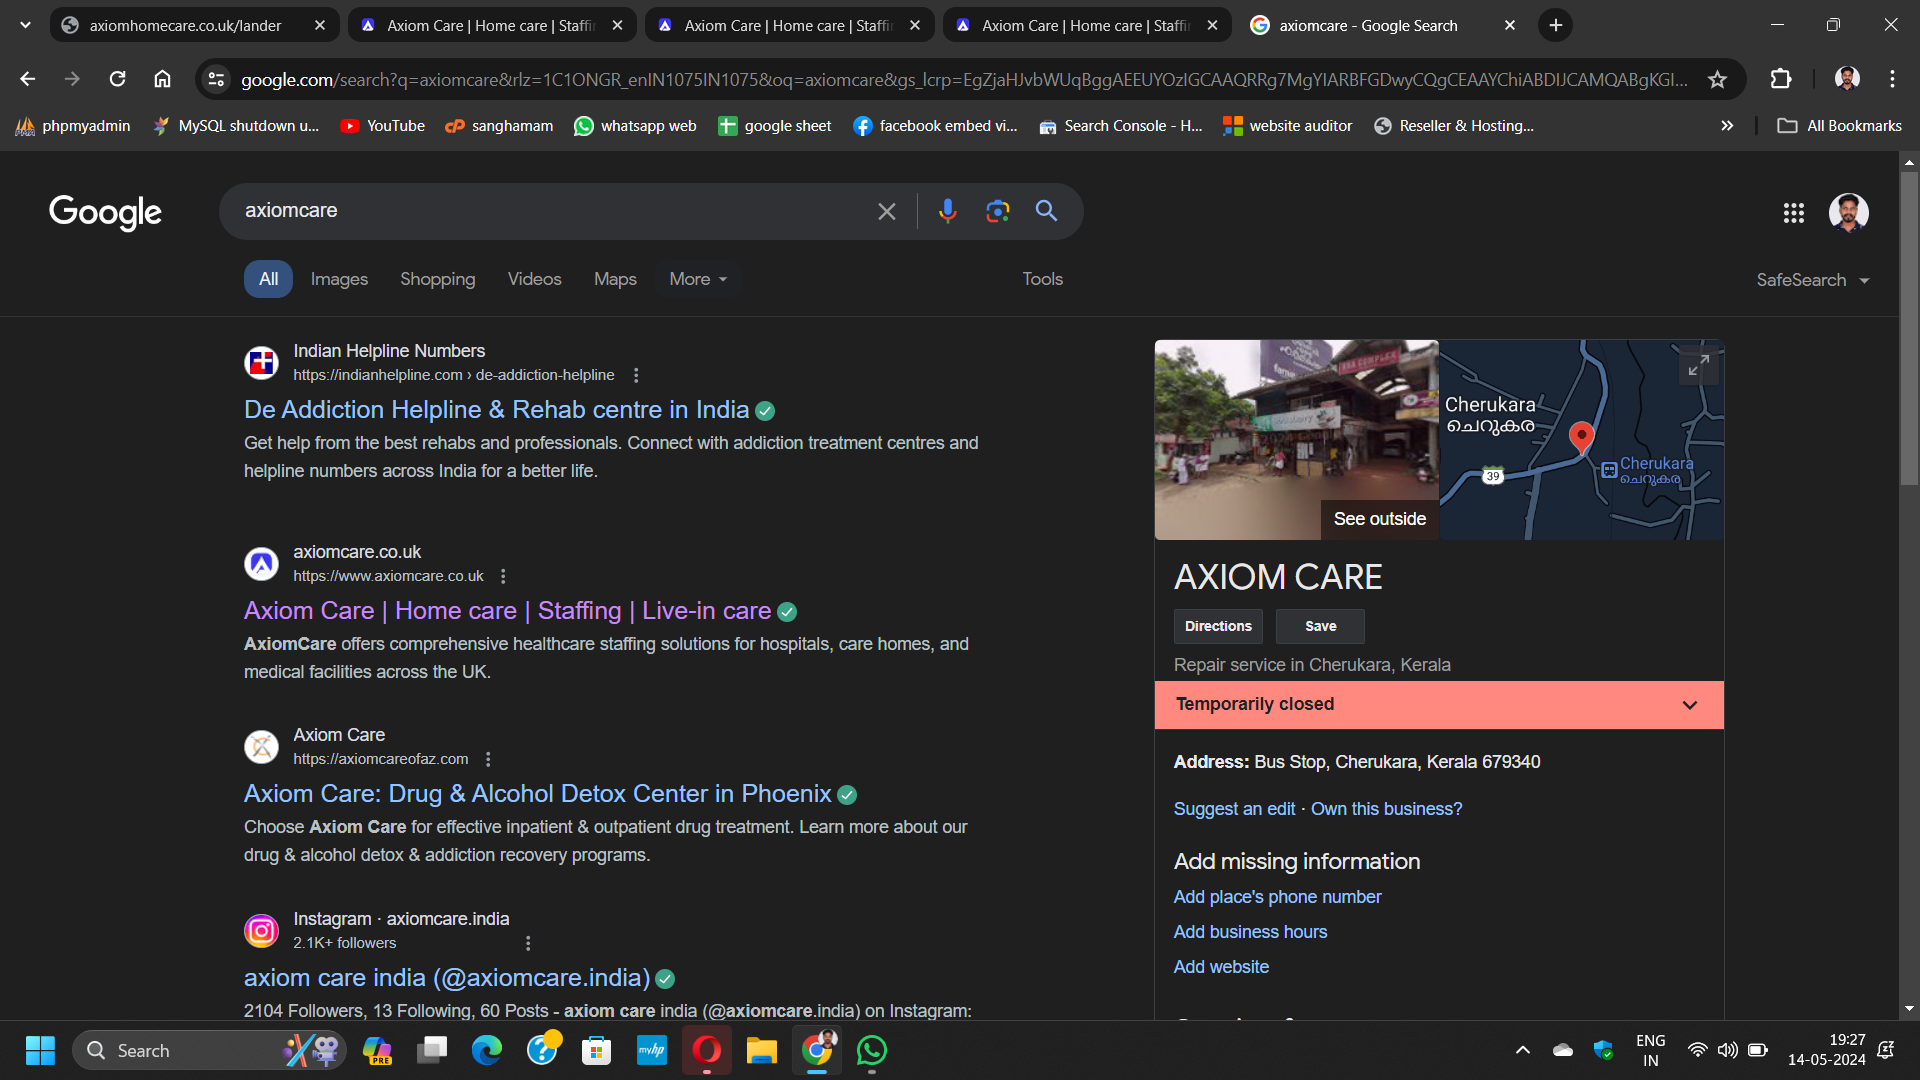 axiomhomecare.co.uk/lander
Axiom Care | Home care | Staffi
Axiom Care | Home care | Staffi
Axiom Care | Home care | Staffi
axiomcare - Google Search
google.com/search?q=axiomcare&rlz=1C1ONGR_enIN1075IN1075&oq=axiomcare&gs_lcrp=EgZjaHJvbWUqBggAEEUYOzIGCAAQRRg7MgYIARBFGDwyCQgCEAAYChiABDIJCAMQABgKGI...
phpmyadmin
MySQL shutdown u...
YouTube
sanghamam
whatsapp web
google sheet
facebook embed vi...
Search Console - H...
website auditor
Reseller & Hosting...
All Bookmarks
Google
axiomcare
All
Images
Shopping
Videos
Maps
More
Tools
SafeSearch
Indian Helpline Numbers
https://indianhelpline.com › de-addiction-helpline
De Addiction Helpline & Rehab centre in India
Get help from the best rehabs and professionals. Connect with addiction treatment centres and
helpline numbers across India for a better life.
axiomcare.co.uk
https://www.axiomcare.co.uk
Axiom Care | Home care | Staffing | Live-in care
AxiomCare offers comprehensive healthcare staffing solutions for hospitals, care homes, and
medical facilities across the UK.
Axiom Care
https://axiomcareofaz.com
Axiom Care: Drug & Alcohol Detox Center in Phoenix
Choose Axiom Care for effective inpatient & outpatient drug treatment. Learn more about our
drug & alcohol detox & addiction recovery programs.
Instagram · axiomcare.india
2.1K+ followers
axiom care india (@axiomcare.india)
2104 Followers, 13 Following, 60 Posts - axiom care india (@axiomcare.india) on Instagram:
See outside
Cherukara
ചെറുകര
39
Cherukara
ചെറുകര
AXIOM CARE
Directions
Save
Repair service in Cherukara, Kerala
Temporarily closed
Address: Bus Stop, Cherukara, Kerala 679340
Suggest an edit · Own this business?
Add missing information
Add place's phone number
Add business hours
Add website
Search
PRE
myhp
ENG
IN
19:27
14-05-2024